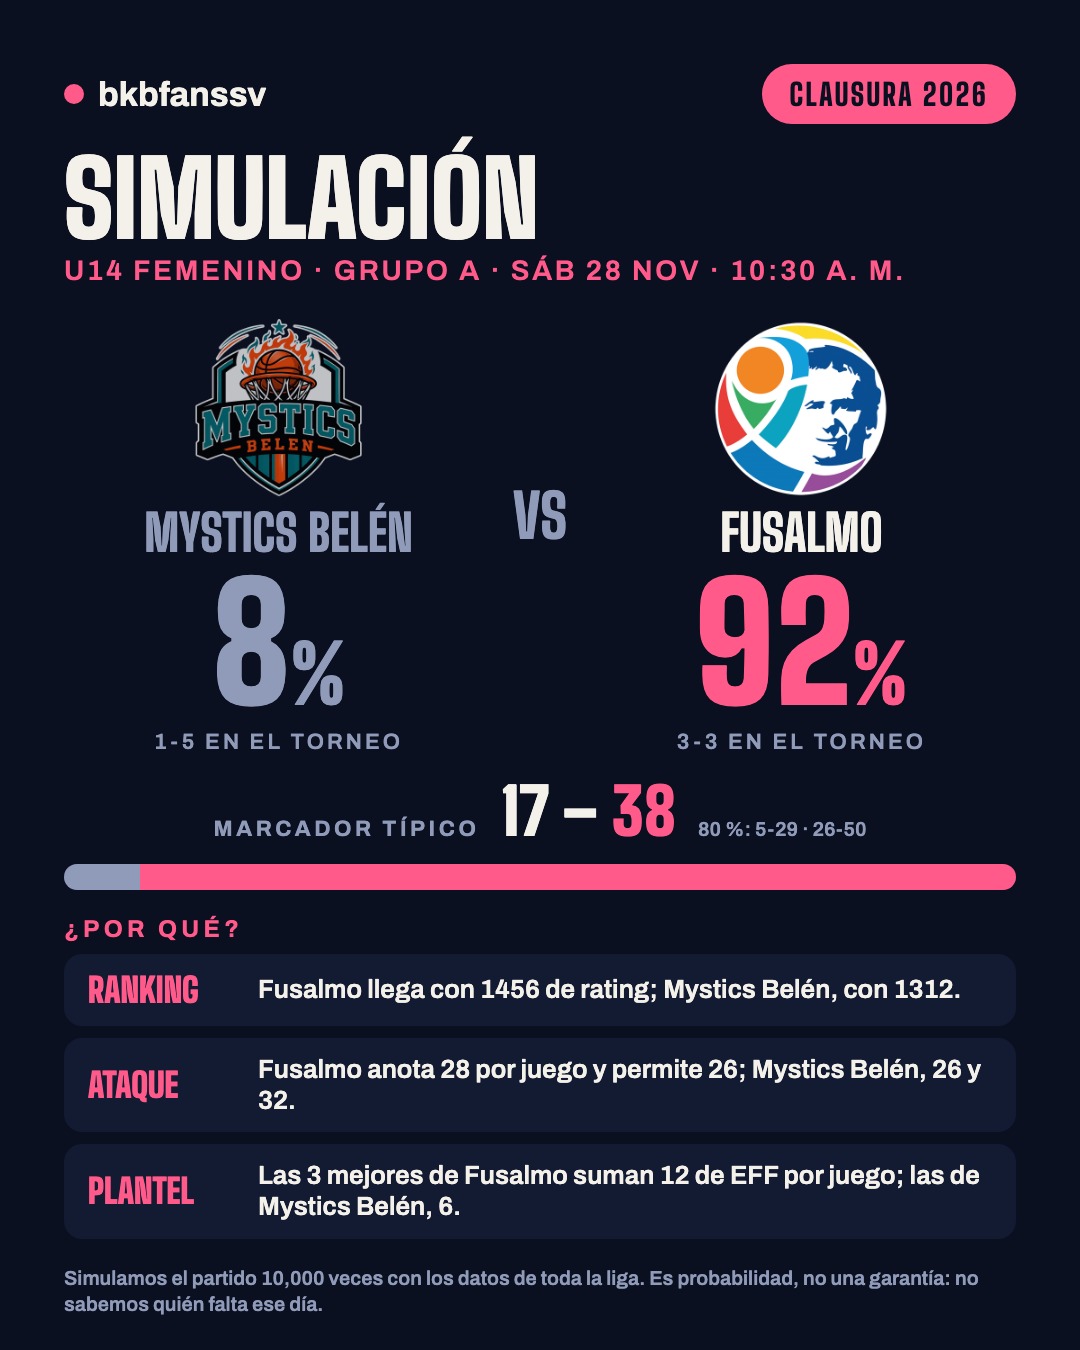 bkbfanssv
CLAUSURA 2026
SIMULACIÓN
U14 FEMENINO · GRUPO A · SÁB 28 NOV · 10:30 A. M.
MYSTICS
BELEN
MYSTICS BELÉN
VS
FUSALMO
8%
92%
1-5 EN EL TORNEO
3-3 EN EL TORNEO
MARCADOR TÍPICO 17 – 38 80 %: 5-29 · 26-50
¿POR QUÉ?
RANKING
Fusalmo llega con 1456 de rating; Mystics Belén, con 1312.
ATAQUE
Fusalmo anota 28 por juego y permite 26; Mystics Belén, 26 y
32.
PLANTEL
Las 3 mejores de Fusalmo suman 12 de EFF por juego; las de
Mystics Belén, 6.
Simulamos el partido 10,000 veces con los datos de toda la liga. Es probabilidad, no una garantía: no
sabemos quién falta ese día.